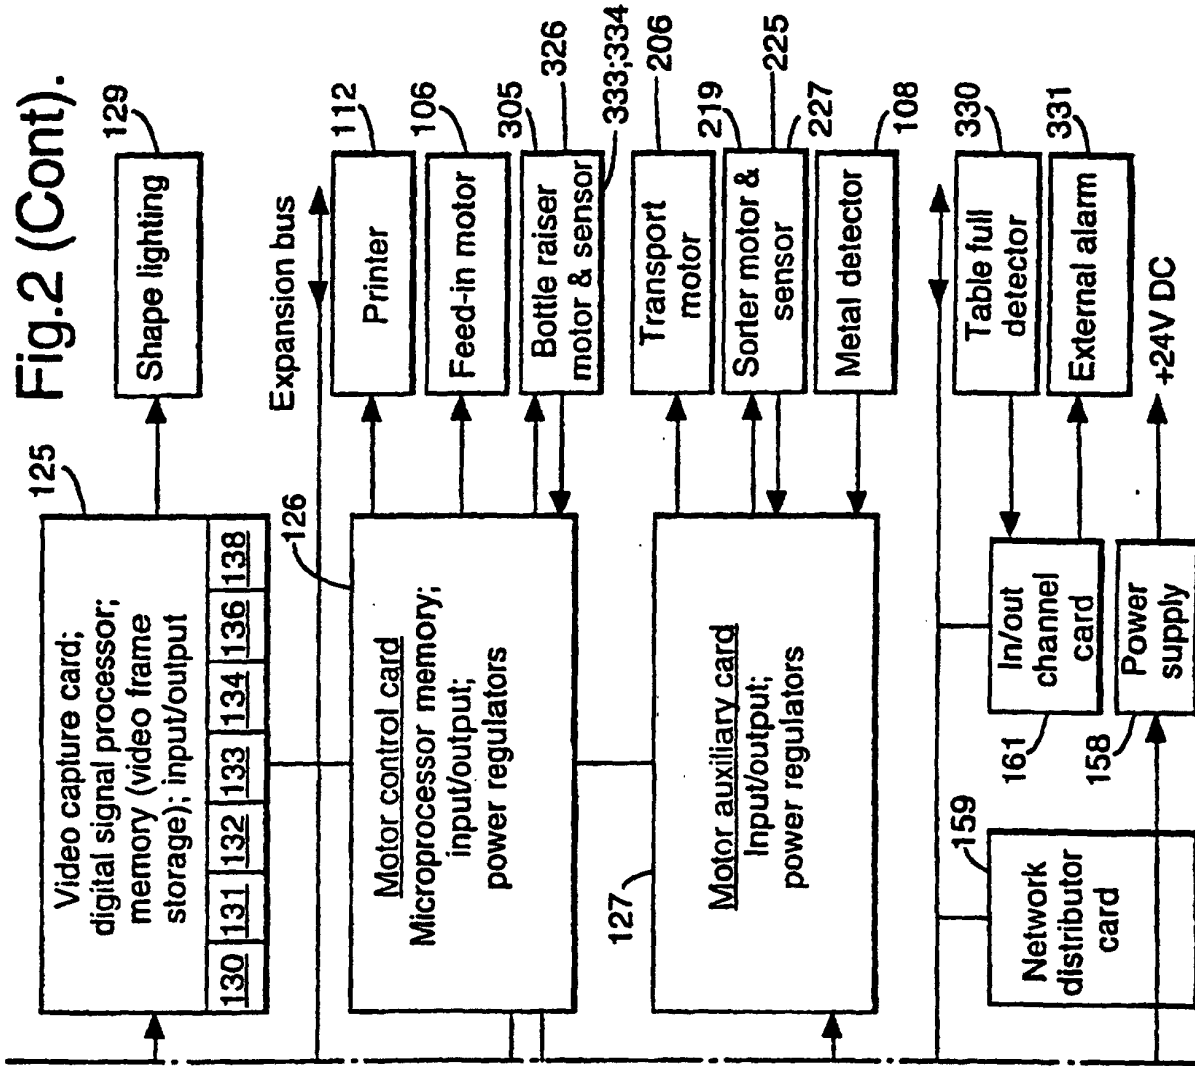 Fig.2 (Cont).
125
Video capture card;
digital signal processor;
memory (video frame
storage); input/output
130 131 132 133 134 136 138
Shape lighting
129
Expansion bus
126
Motor control card
Microprocessor memory;
input/output;
power regulators
Printer
112
Feed-in motor
106
Bottle raiser
motor & sensor
305
326
333;334
127
Motor auxiliary card
Input/output;
power regulators
Transport
motor
206
Sorter motor &
sensor
219
225
227
Metal detector
108
159
Network
distributor
card
In/out
channel
card
161
Table full
detector
330
External alarm
331
Power
supply
158
+24V DC